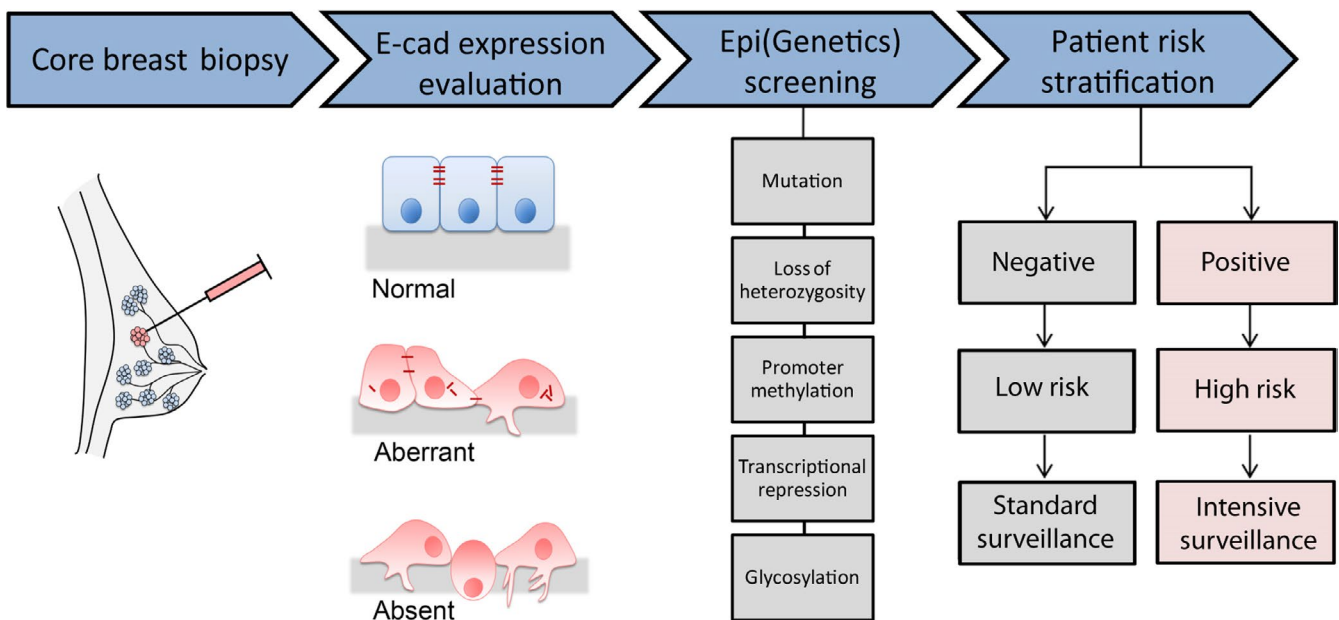 Core breast biopsy
E-cad expression
evaluation
Epi(Genetics)
screening
Patient risk
stratification
Normal
Aberrant
Absent
Mutation
Loss of
heterozygosity
Promoter
methylation
Transcriptional
repression
Glycosylation
Negative
Positive
Low risk
High risk
Standard
surveillance
Intensive
surveillance